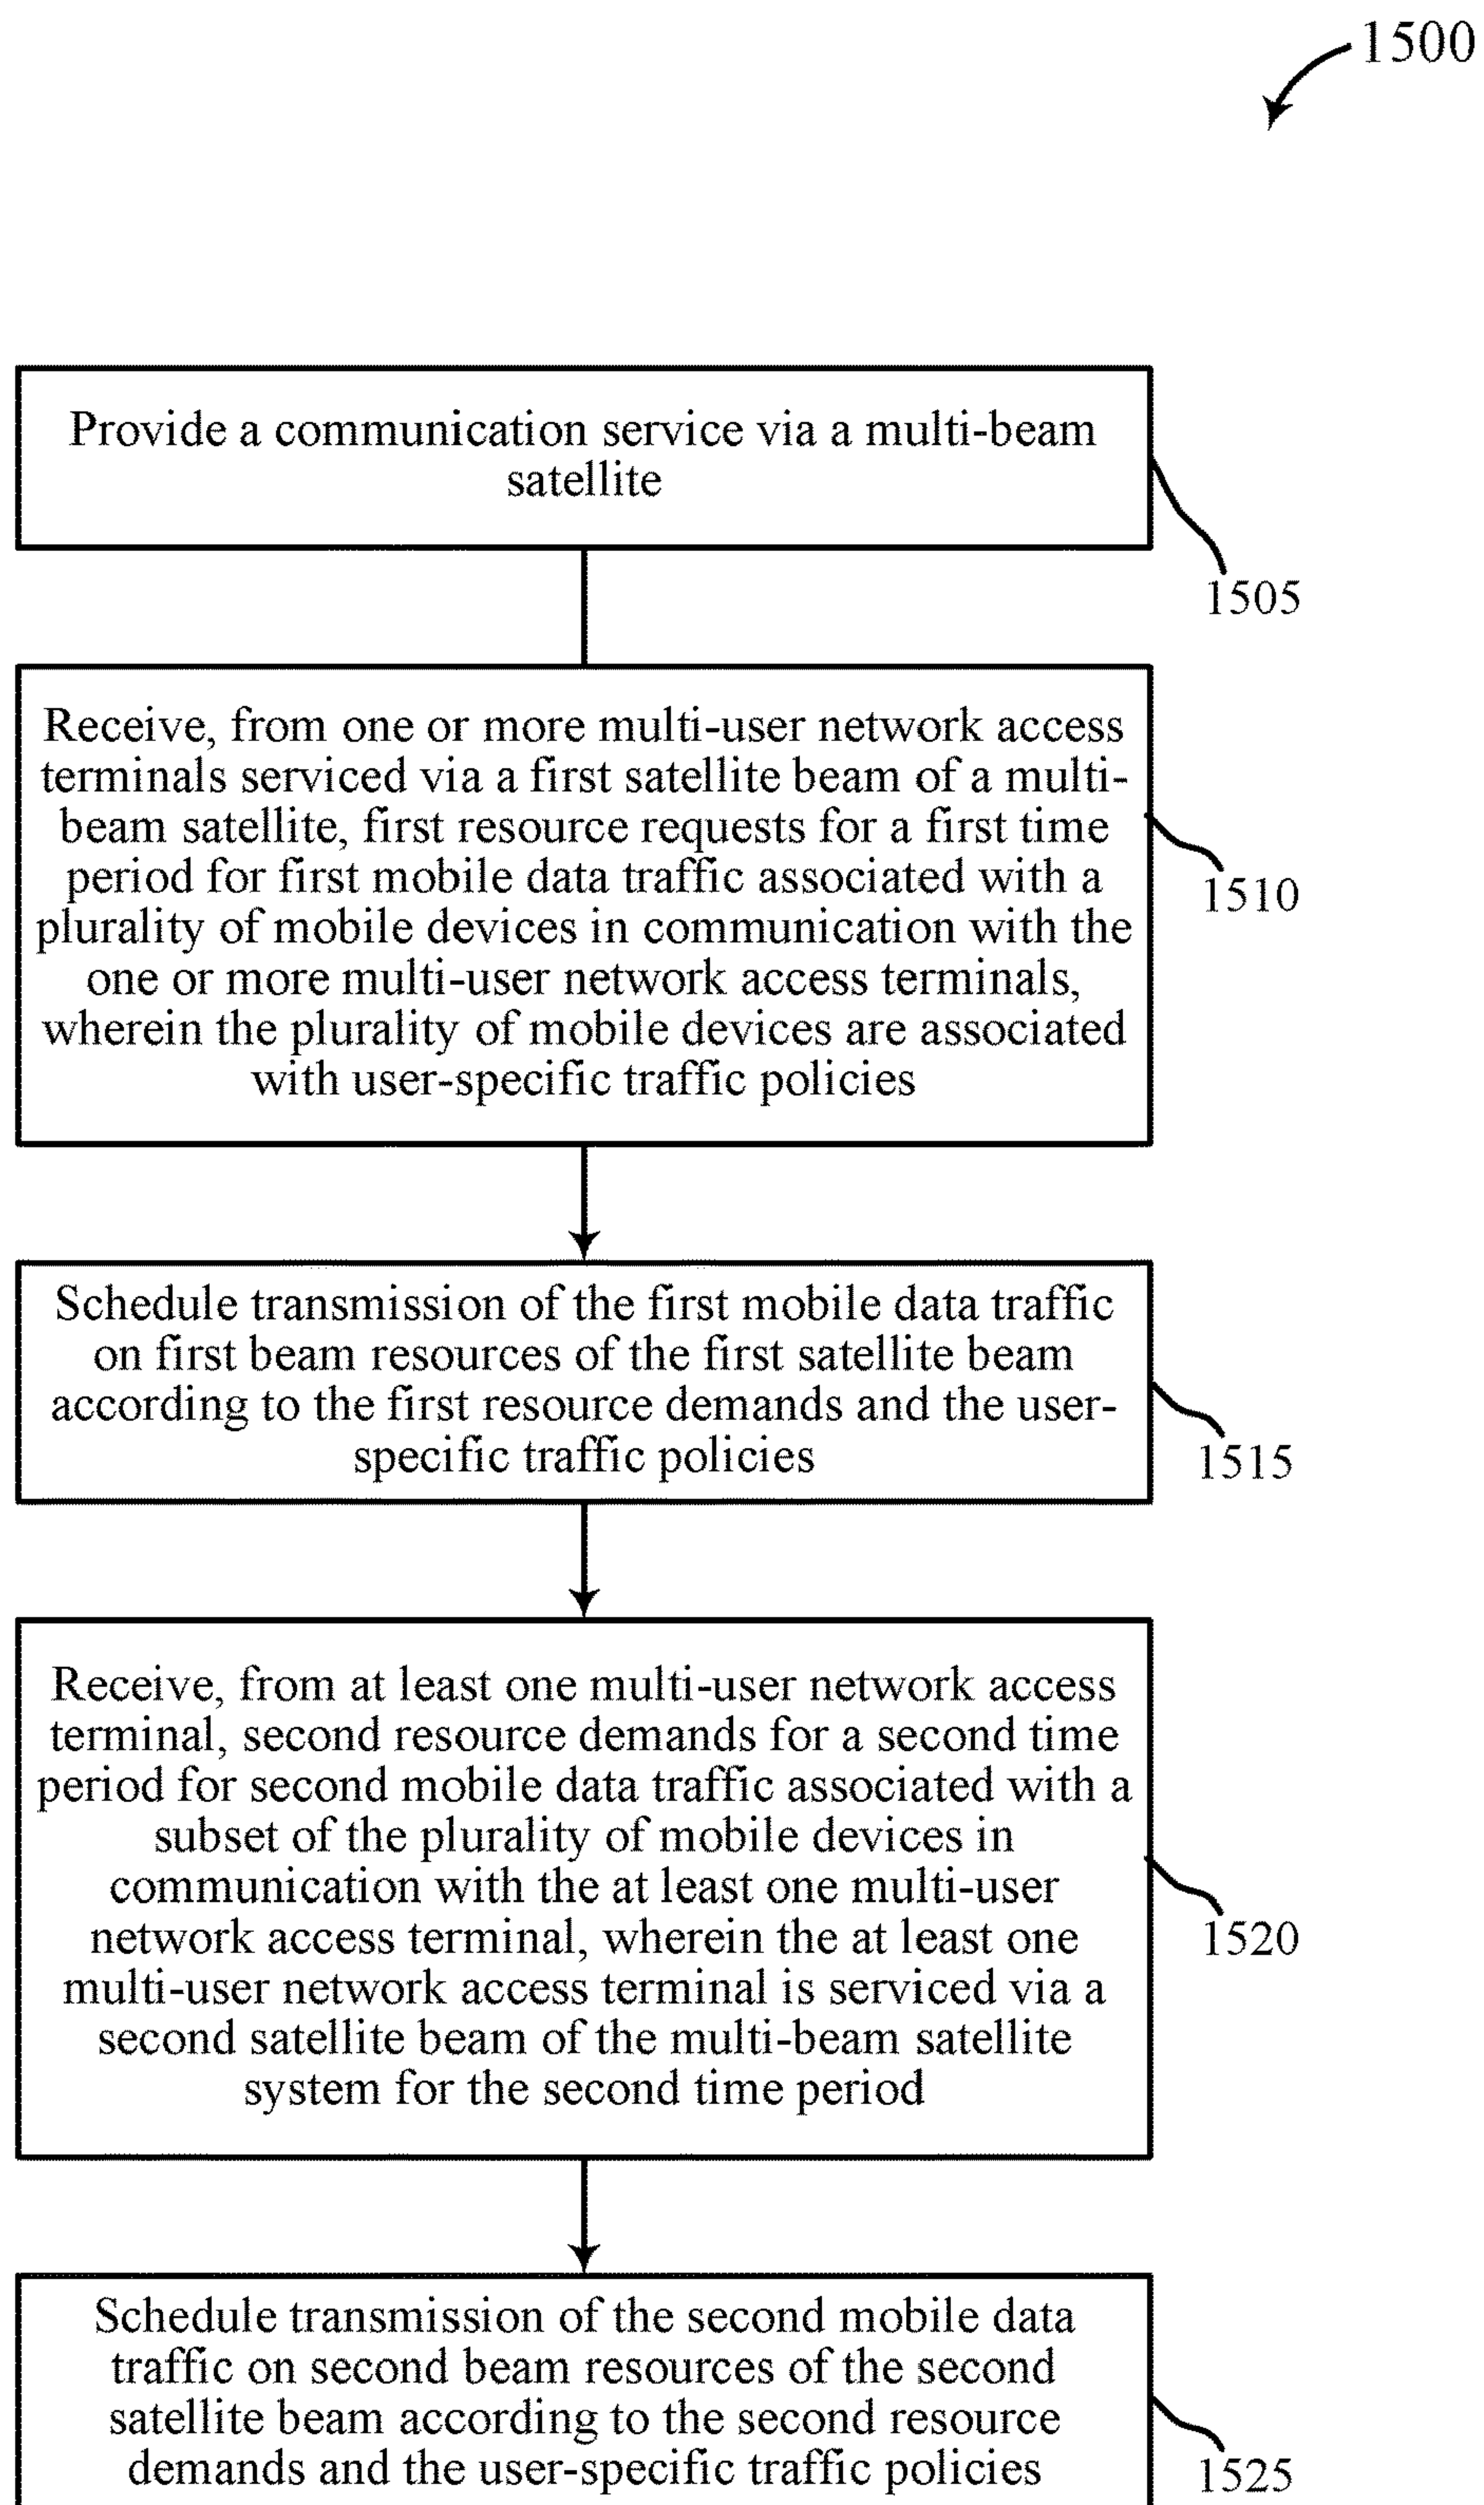 1500
Provide a communication service via a multi-beam
satellite
1505
Receive, from one or more multi-user network access
terminals serviced via a first satellite beam of a multi-
beam satellite, first resource requests for a first time
period for first mobile data traffic associated with a
plurality of mobile devices in communication with the
one or more multi-user network access terminals,
wherein the plurality of mobile devices are associated
with user-specific traffic policies
1510
Schedule transmission of the first mobile data traffic
on first beam resources of the first satellite beam
according to the first resource demands and the user-
specific traffic policies
1515
Receive, from at least one multi-user network access
terminal, second resource demands for a second time
period for second mobile data traffic associated with a
subset of the plurality of mobile devices in
communication with the at least one multi-user
network access terminal, wherein the at least one
multi-user network access terminal is serviced via a
second satellite beam of the multi-beam satellite
system for the second time period
1520
Schedule transmission of the second mobile data
traffic on second beam resources of the second
satellite beam according to the second resource
demands and the user-specific traffic policies
1525